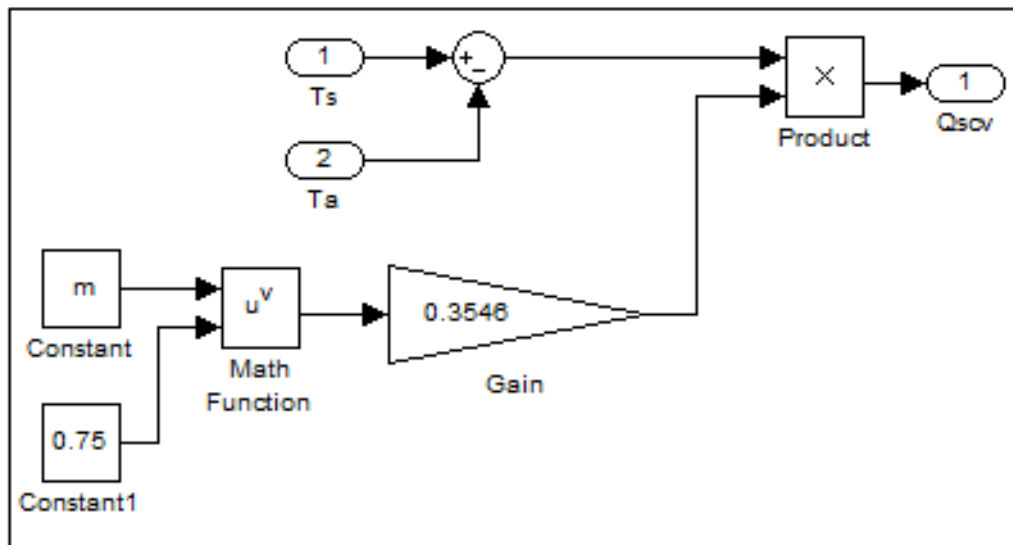 1
Ts
+
−
2
Ta
×
Product
1
Qscv
m
Constant
u^v
Math
Function
0.3546
Gain
0.75
Constant1